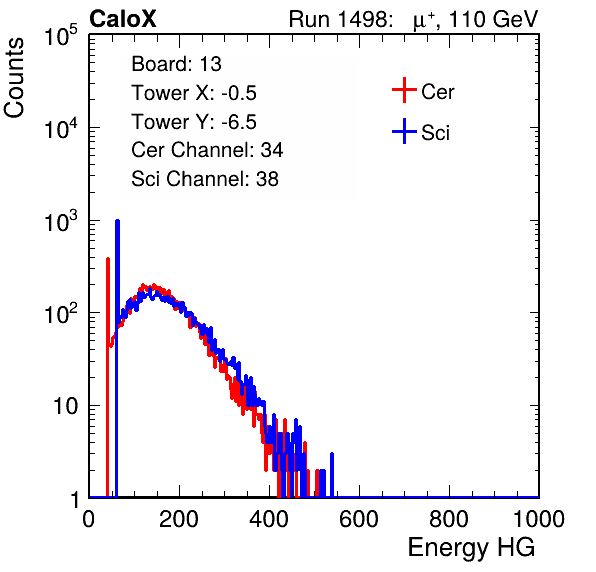 CaloX Run 1498: μ⁺, 110 GeV
Counts
10⁵
10⁴
10³
10²
10
1
Board: 13
Tower X: -0.5
Tower Y: -6.5
Cer Channel: 34
Sci Channel: 38
Cer
Sci
0 200 400 600 800 1000
Energy HG